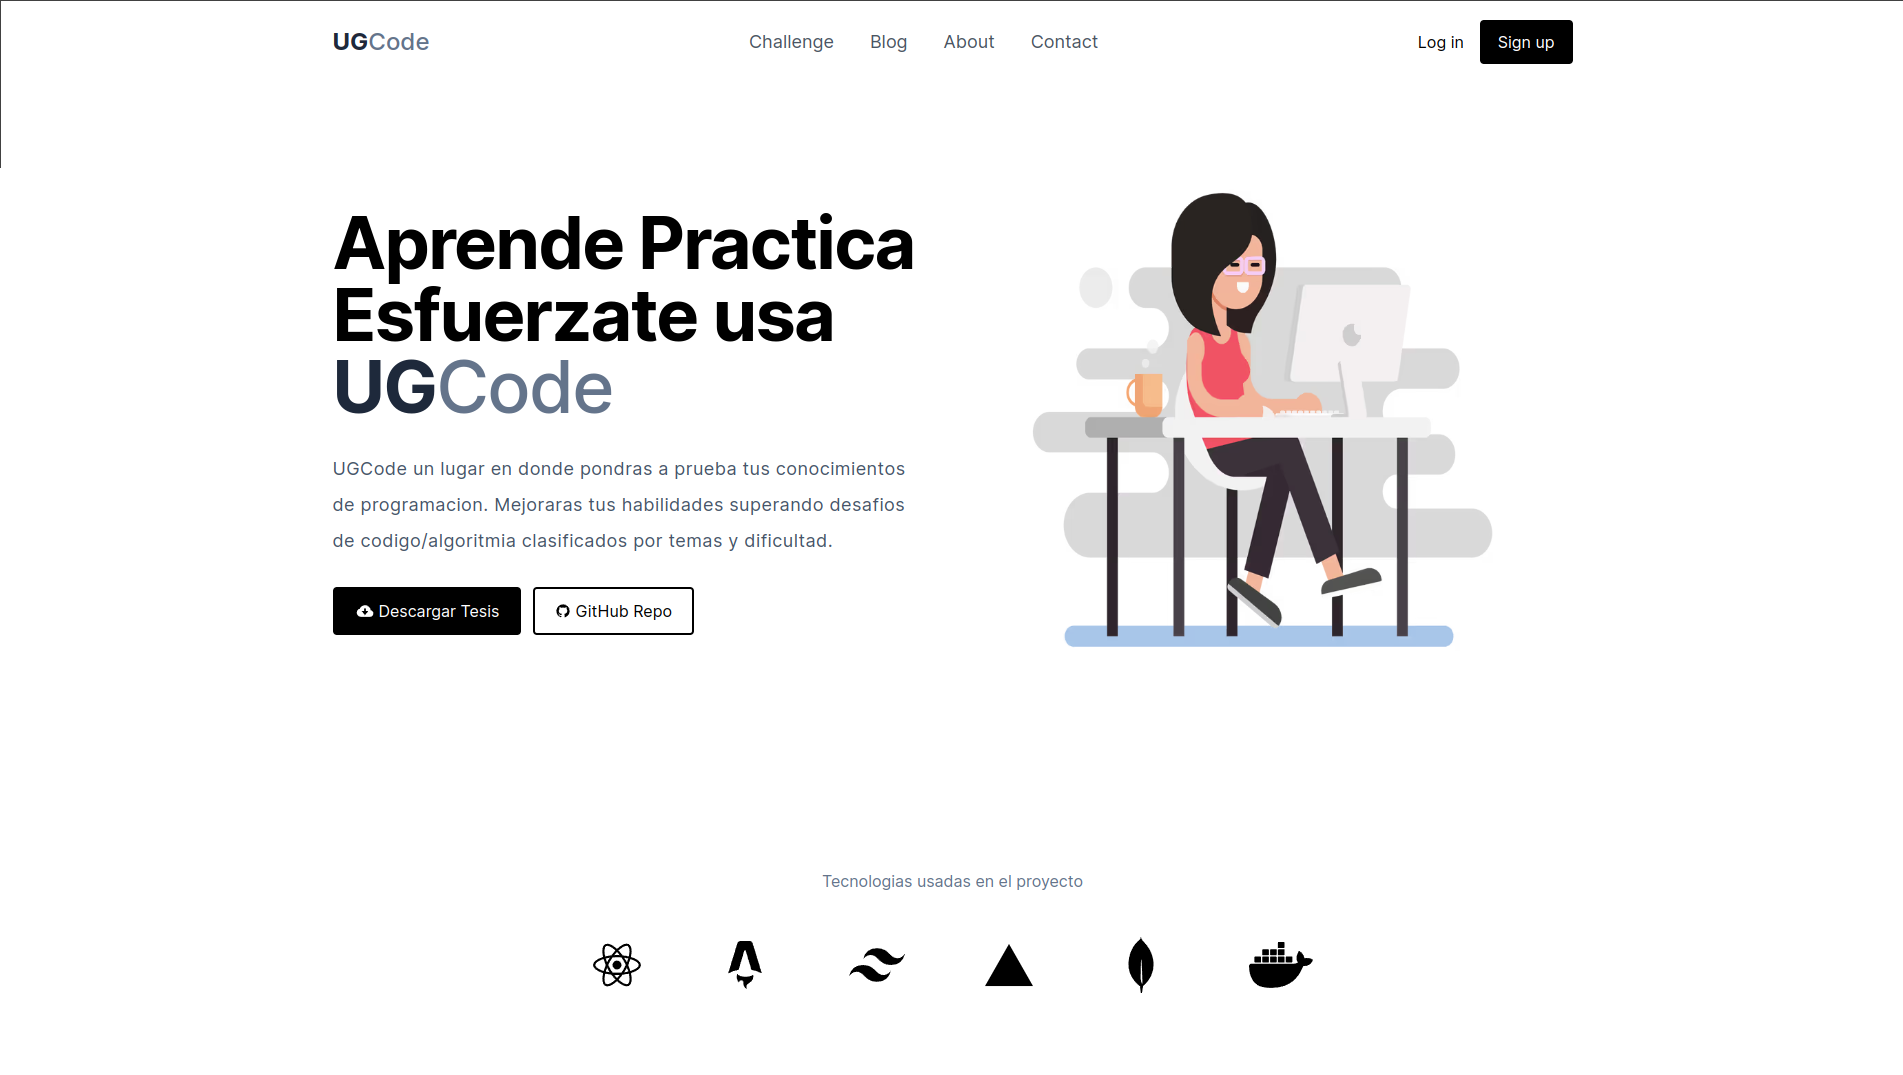 UGCode
Challenge Blog About Contact
Log in Sign up
Aprende Practica
Esfuerzate usa
UGCode
UGCode un lugar en donde pondras a prueba tus conocimientos
de programacion. Mejoraras tus habilidades superando desafios
de codigo/algoritmia clasificados por temas y dificultad.
Descargar Tesis GitHub Repo
Tecnologias usadas en el proyecto